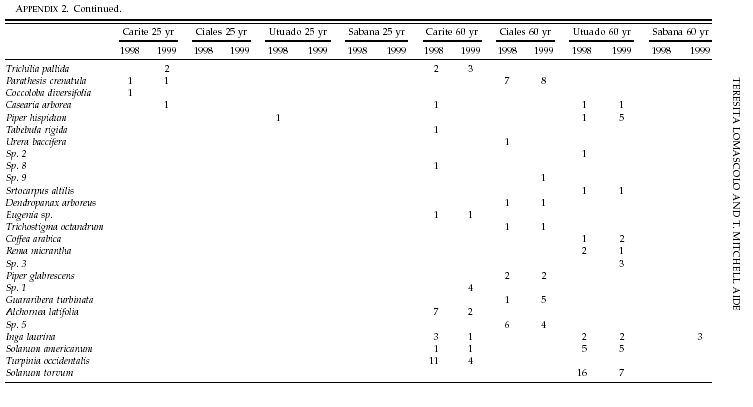 APPENDIX 2. Continued.
Carite 25 yr Ciales 25 yr Utuado 25 yr Sabana 25 yr Carite 60 yr Ciales 60 yr Utuado 60 yr Sabana 60 yr
1998 1999 1998 1999 1998 1999 1998 1999 1998 1999 1998 1999 1998 1999 1998 1999
Trichilia pallida 2 2 3
Parathesis crenatula 1 1 7 8
Coccoloba diversifolia 1
Casearia arborea 1 1 1 1
Piper hispidum 1 1 5
Tabebuia rigida 1
Urera baccifera 1
Sp. 2 1
Sp. 8 1
Sp. 9 1
Srtocarpus altilis 1 1
Dendropanax arboreus 1 1
Eugenia sp. 1 1
Trichostigma octandrum 1 1
Coffea arabica 1 2
Rema micrantha 2 1
Sp. 3 3
Piper glabrescens 2 2
Sp. 1 4
Guararibera turbinata 1 5
Alchornea latifolia 7 2
Sp. 5 6 4
Inga laurina 3 1 2 2 3
Solanum americanum 1 1 5 5
Turpinia occidentalis 11 4
Solanum torvum 16 7
TERESITA LOMASCOLO AND T. MITCHELL AIDE